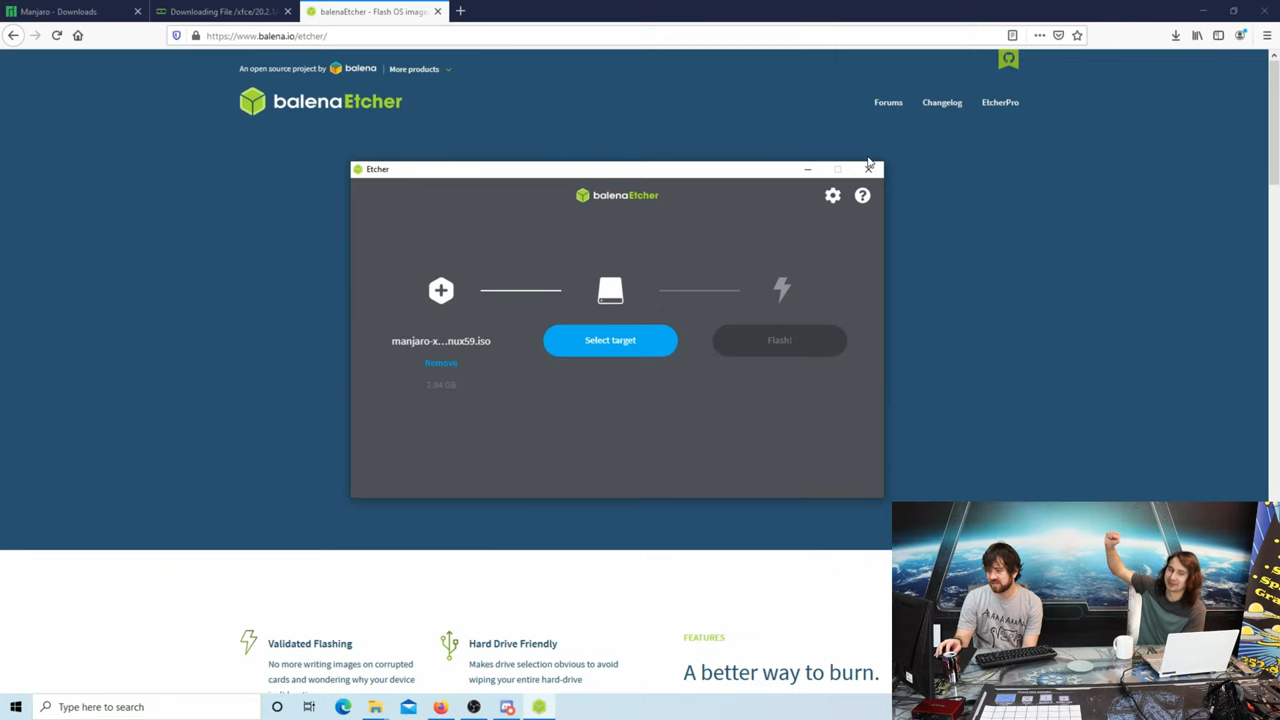 Manjaro - Downloads
Downloading File /xfce/20.2.1/
balenaEtcher - Flash OS image
https://www.balena.io/etcher/
An open source project by balena More products
balenaEtcher
Forums Changelog EtcherPro
Etcher
balenaEtcher
manjaro-x...nux59.iso
Select target
Flash!
Remove
2.94 GB
Validated Flashing
No more writing images on corrupted
cards and wondering why your device
Hard Drive Friendly
Makes drive selection obvious to avoid
wiping your entire hard-drive
FEATURES
A better way to burn.
Type here to search